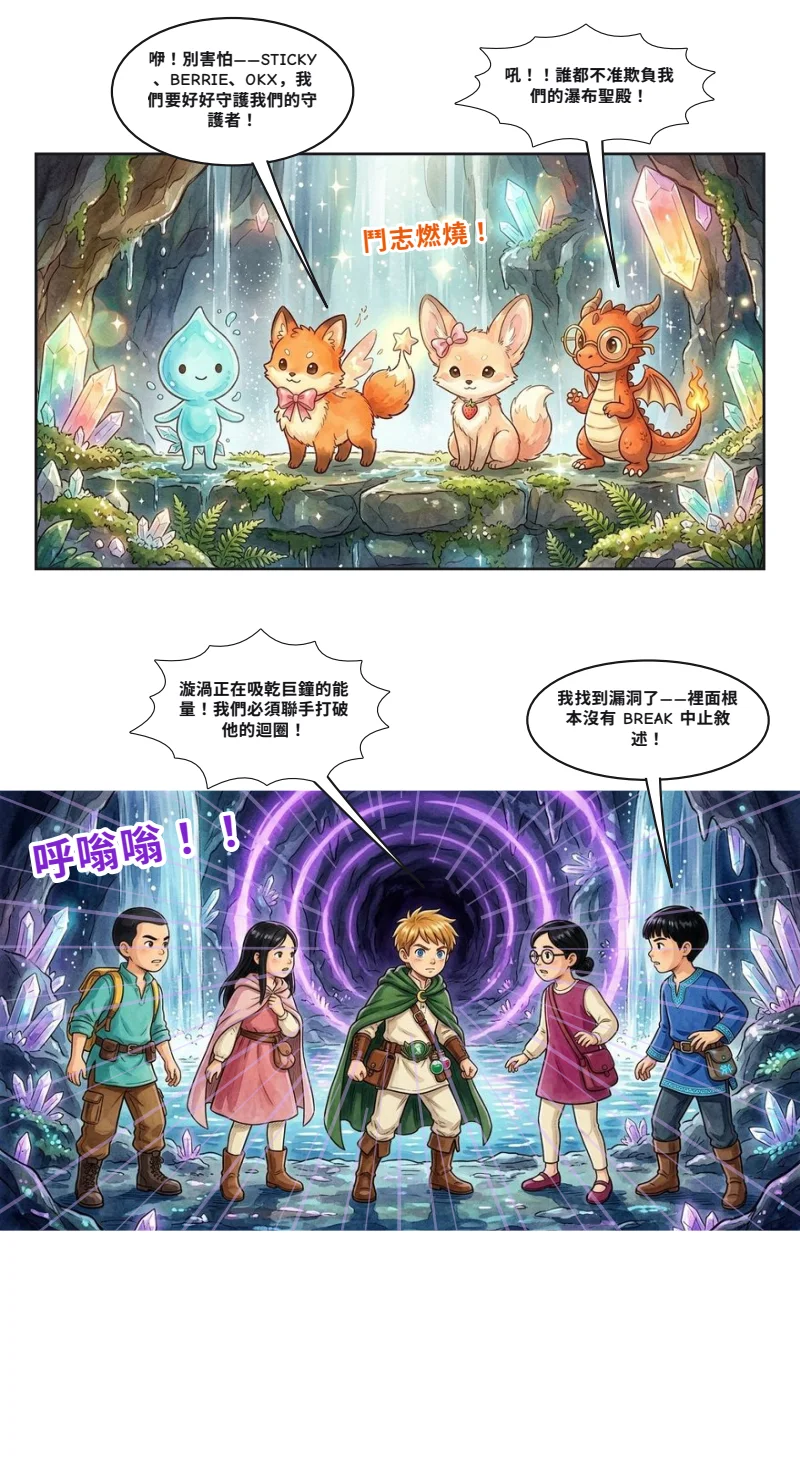 咿！別害怕——STICKY
、BERRIE、OKX，我
們要好好守護我們的守
護者！
吼！！誰都不准欺負我
們的瀑布聖殿！
鬥志燃燒！
漩渦正在吸乾巨鐘的能
量！我們必須聯手打破
他的迴圈！
我找到漏洞了——裡面根
本沒有 BREAK 中止敘
述！
呼嗡嗡！！